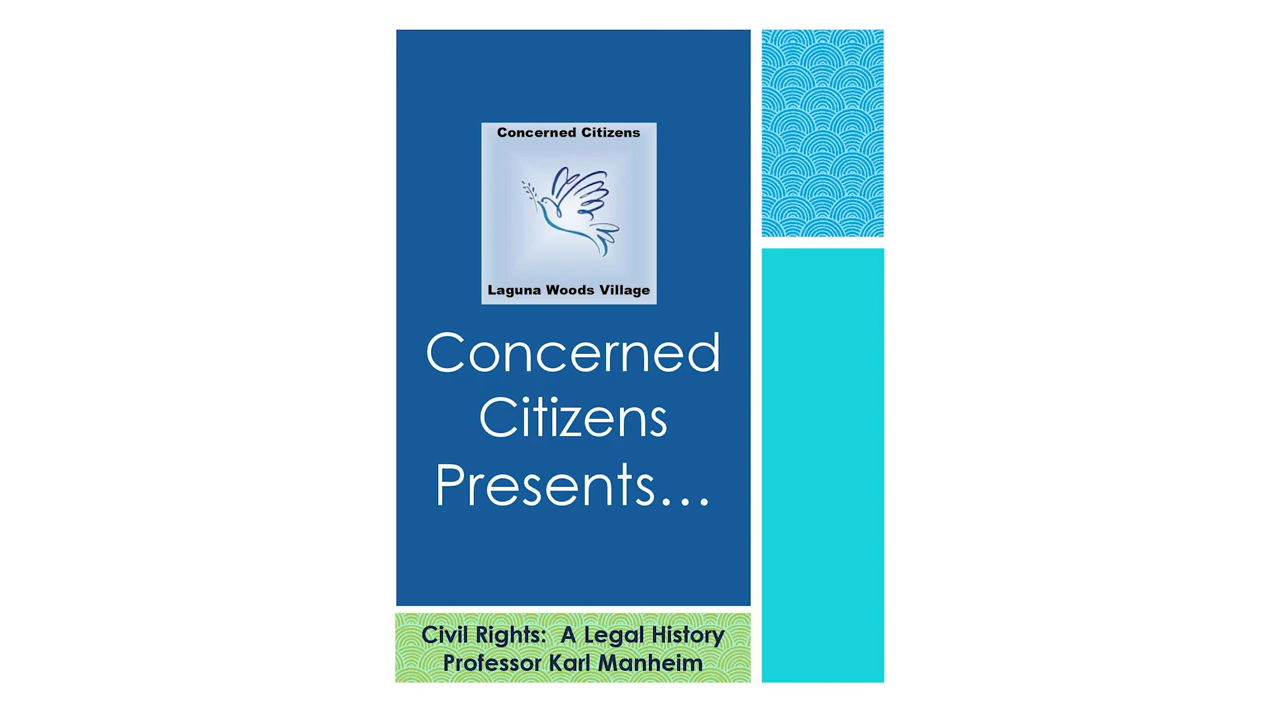 Concerned Citizens
Laguna Woods Village
Concerned
Citizens
Presents…
Civil Rights:  A Legal History
Professor Karl Manheim